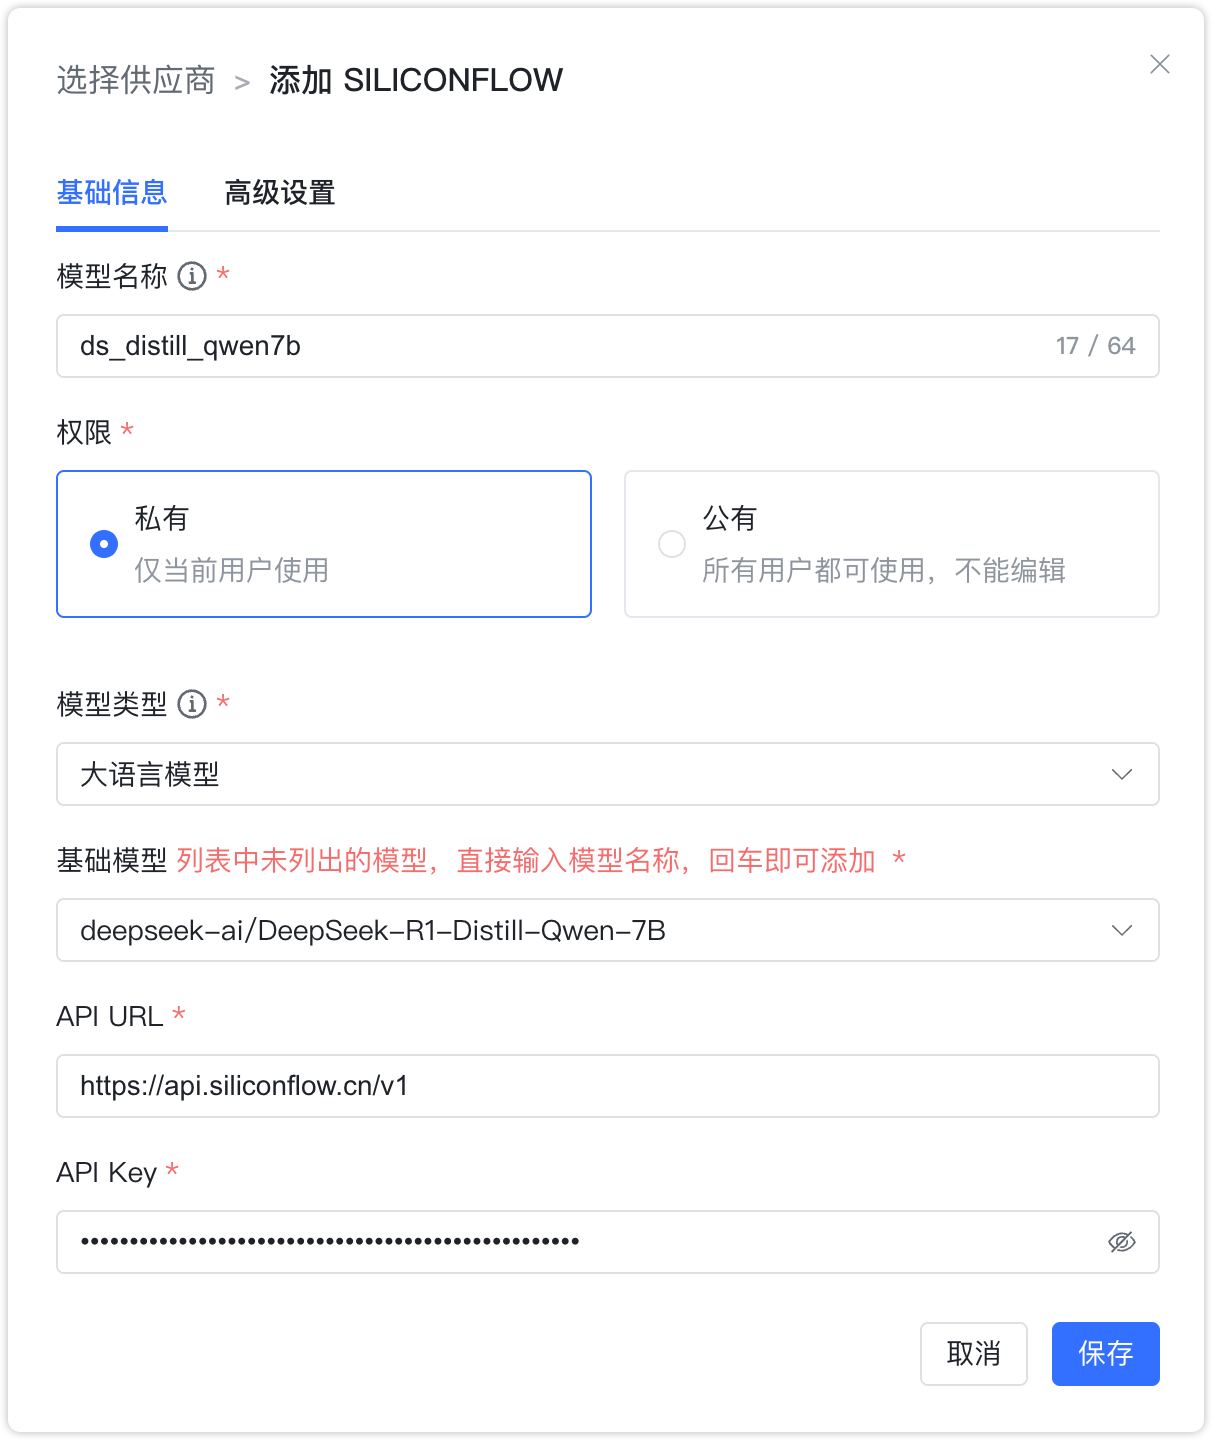 选择供应商 > 添加 SILICONFLOW
基础信息 高级设置
模型名称 *
ds_distill_qwen7b 17 / 64
权限 *
私有
仅当前用户使用
公有
所有用户都可使用，不能编辑
模型类型 *
大语言模型
基础模型 列表中未列出的模型，直接输入模型名称，回车即可添加 *
deepseek-ai/DeepSeek-R1-Distill-Qwen-7B
API URL *
https://api.siliconflow.cn/v1
API Key *
取消 保存